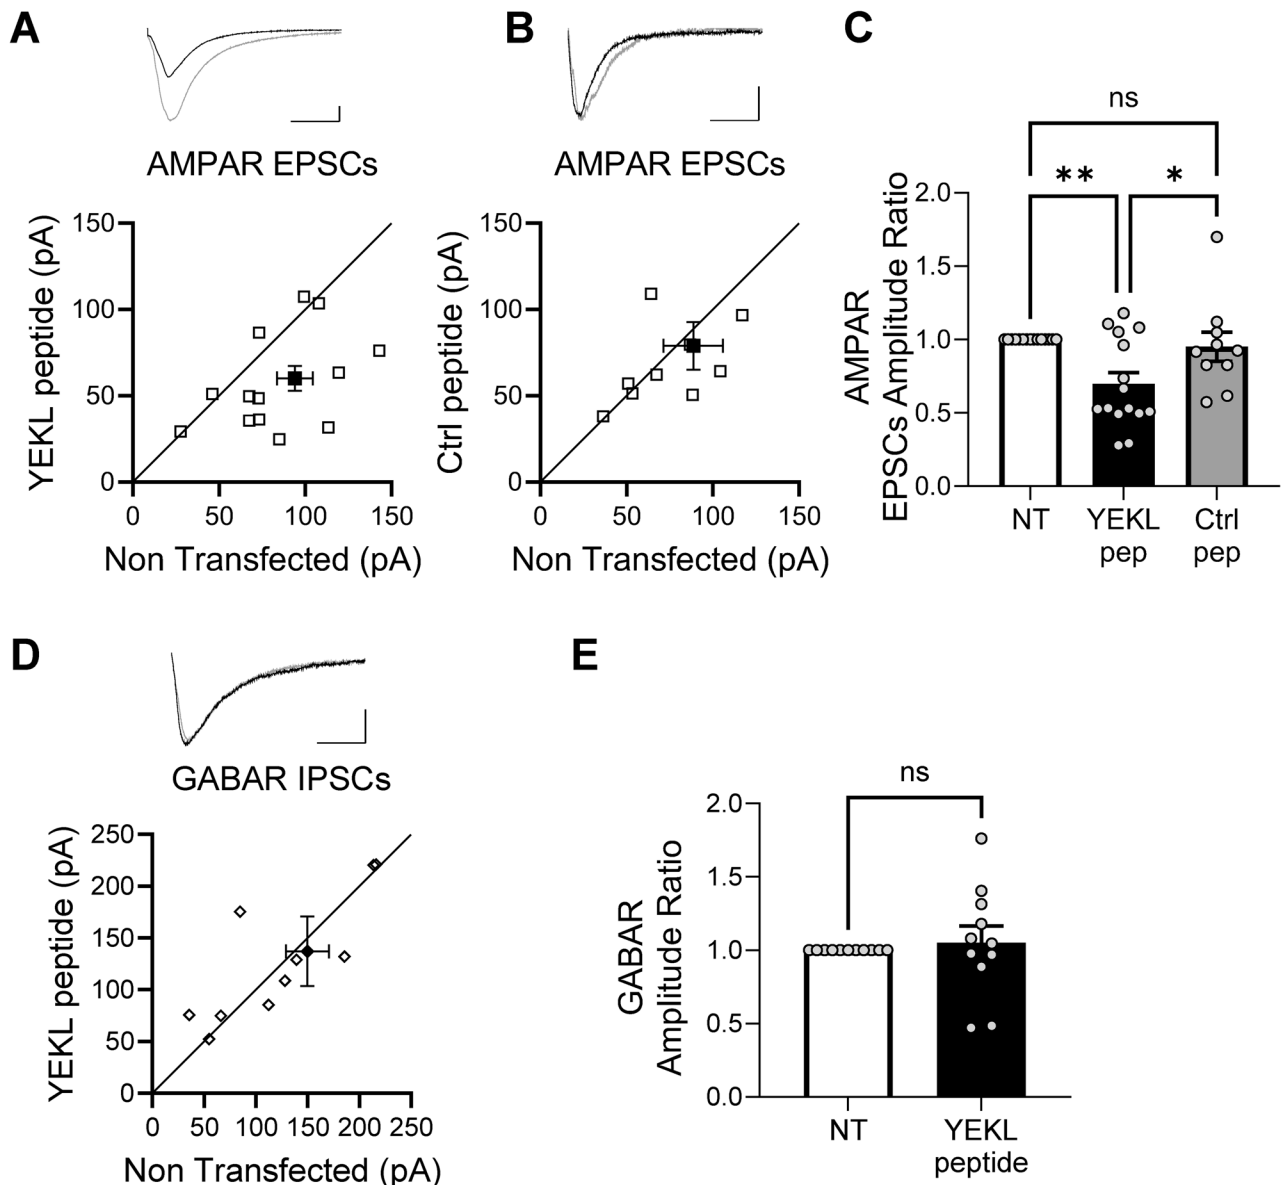 A
B
C
AMPAR EPSCs
AMPAR EPSCs
YEKL peptide (pA)
150
100
50
0
0
50
100
150
Non Transfected (pA)
Ctrl peptide (pA)
150
100
50
0
0
50
100
150
Non Transfected (pA)
AMPAR
EPSCs Amplitude Ratio
ns
**
*
2.0
1.5
1.0
0.5
0.0
NT
YEKL
pep
Ctrl
pep
D
E
GABAR IPSCs
YEKL peptide (pA)
250
200
150
100
50
0
0
50
100
150
200
250
Non Transfected (pA)
GABAR
Amplitude Ratio
ns
2.0
1.5
1.0
0.5
0.0
NT
YEKL
peptide